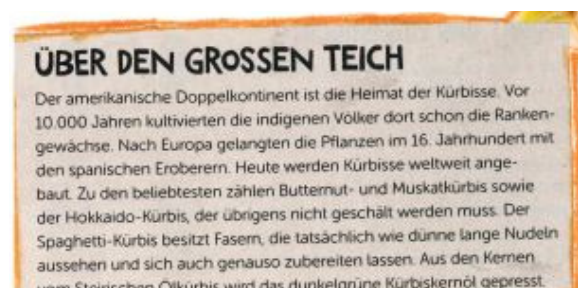 ÜBER DEN GROSSEN TEICH
Der amerikanische Doppelkontinent ist die Heimat der Kürbisse. Vor
10.000 Jahren kultivierten die indigenen Völker dort schon die Ranken-
gewächse. Nach Europa gelangten die Pflanzen im 16. Jahrhundert mit
den spanischen Eroberern. Heute werden Kürbisse weltweit ange-
baut. Zu den beliebtesten zählen Butternut- und Muskatkürbis sowie
der Hokkaido-Kürbis, der übrigens nicht geschält werden muss. Der
Spaghetti-Kürbis besitzt Fasern, die tatsächlich wie dünne lange Nudeln
aussehen und sich auch genauso zubereiten lassen. Aus den Kernen
vom Steirischen Ölkürbis wird das dunkelgrüne Kürbiskernöl gepresst.